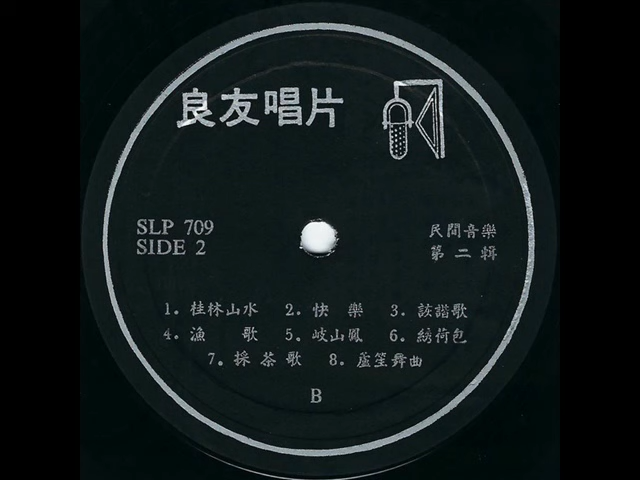 良友唱片
SLP 709
SIDE 2
民間音樂
第二輯
1. 桂林山水 2. 快樂 3. 詼諧歌
4. 漁歌 5. 岐山鳳 6. 綉荷包
7. 採茶歌 8. 蘆笙舞曲
B